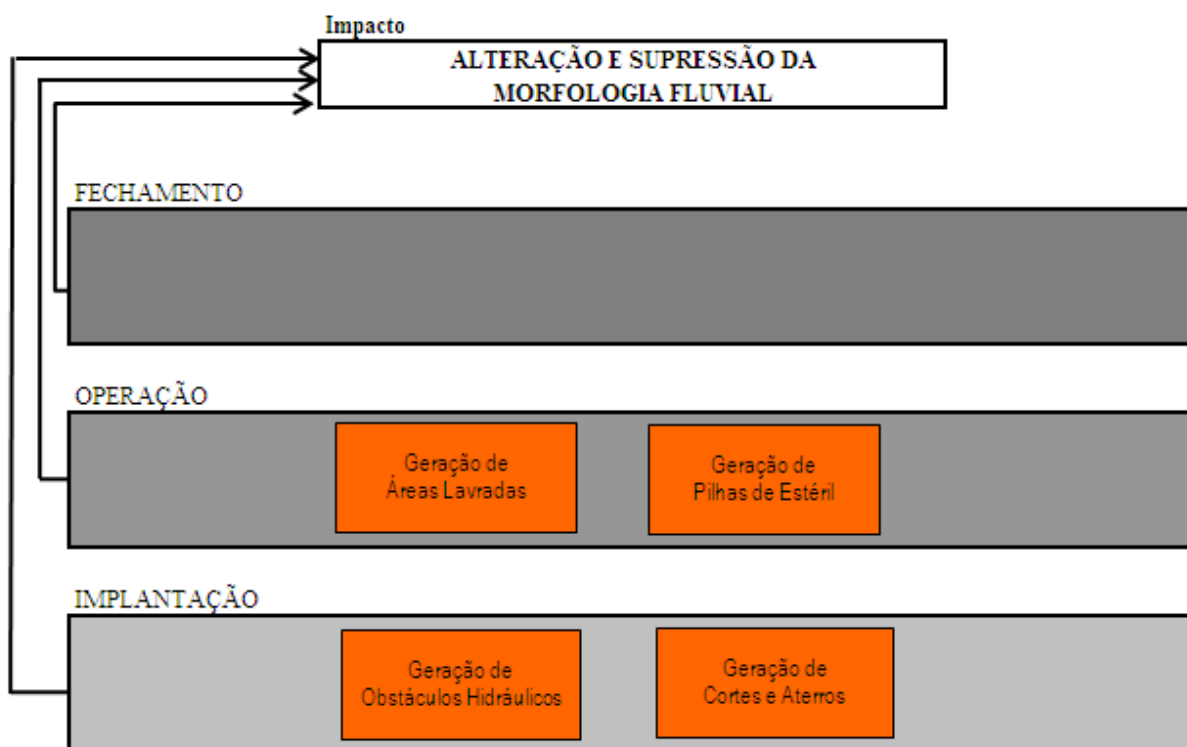 Impacto
ALTERAÇÃO E SUPRESSÃO DA
MORFOLOGIA FLUVIAL
FECHAMENTO
OPERAÇÃO
Geração de
Áreas Lavradas
Geração de
Pilhas de Estéril
IMPLANTAÇÃO
Geração de
Obstáculos Hidráulicos
Geração de
Cortes e Aterros